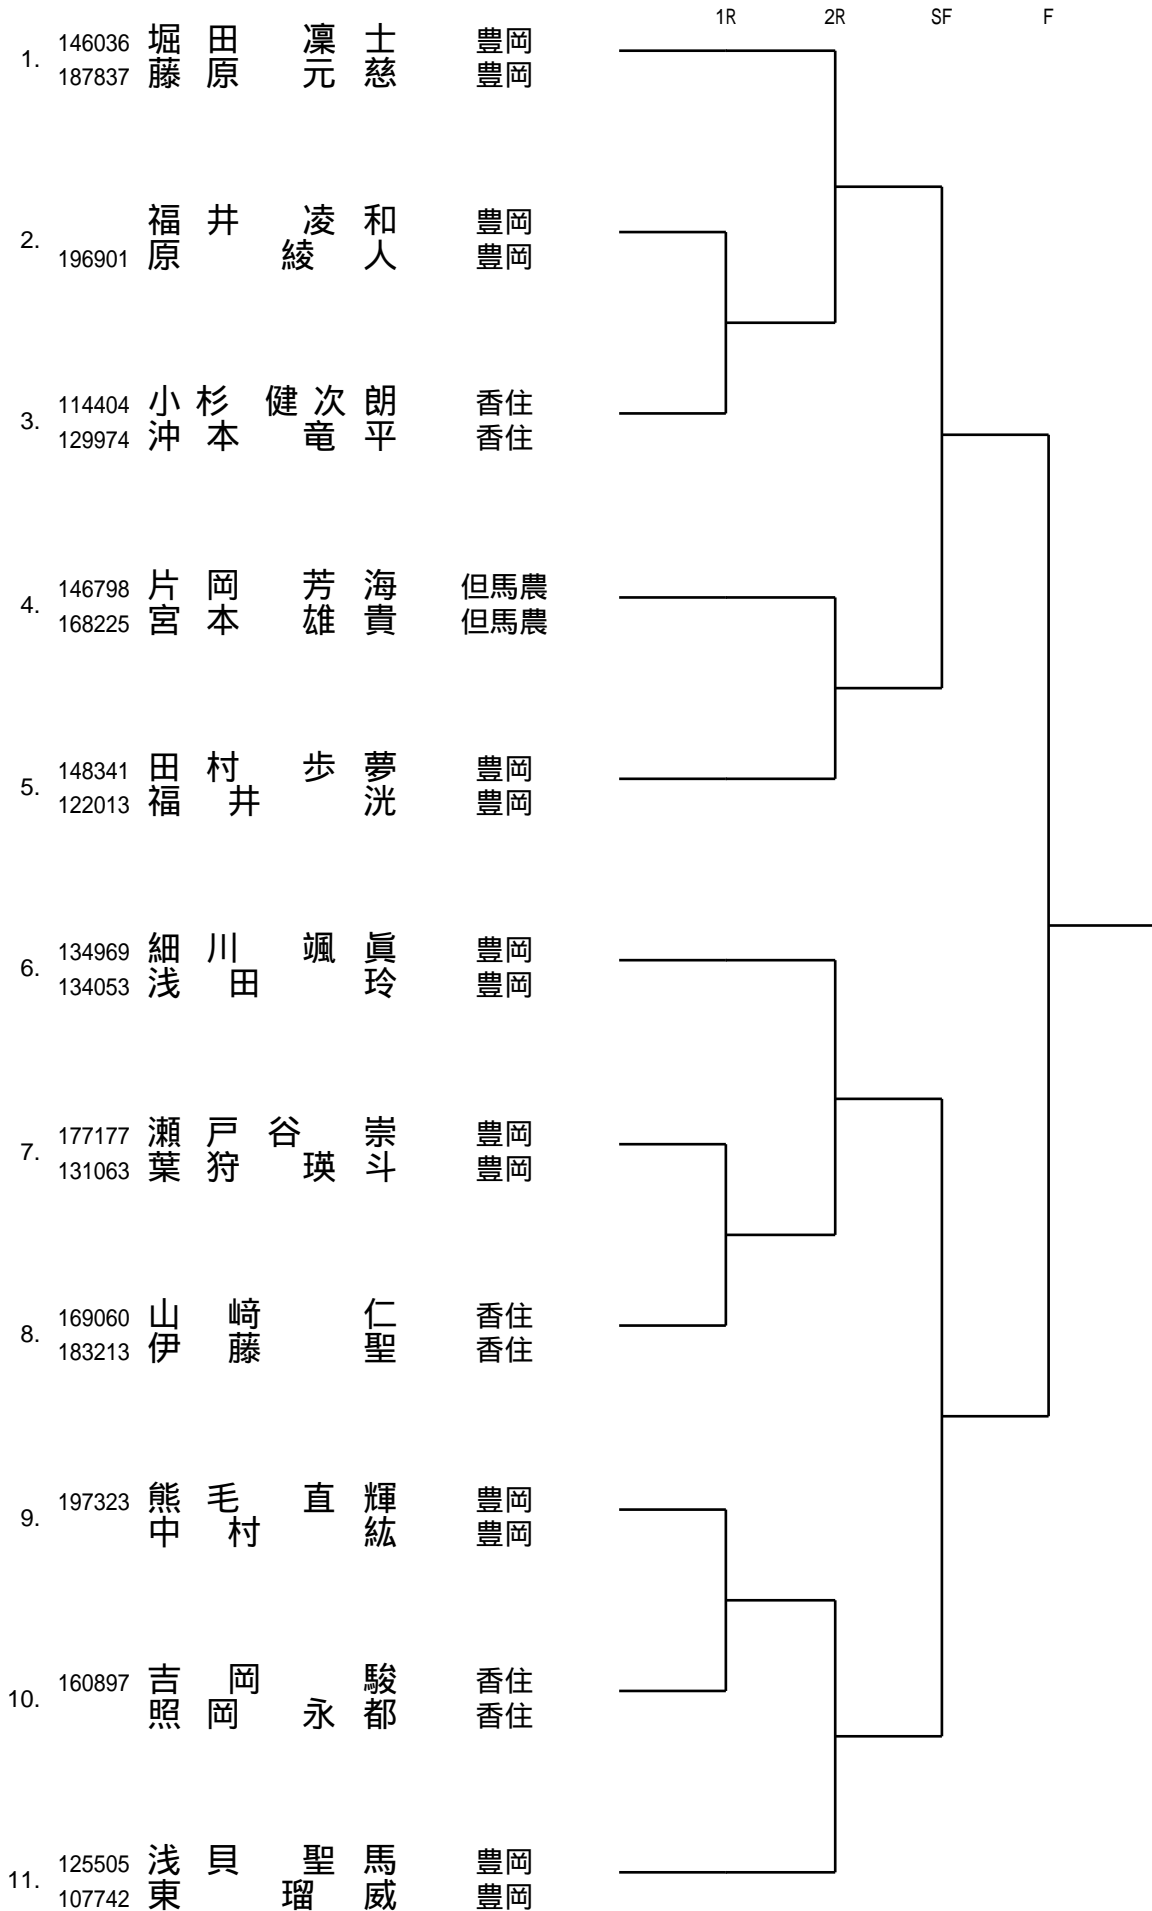 1R 2R SF F
1. 146036 堀田 凜士 豊岡
187837 藤原 元慈 豊岡
2. 福井 凌和 豊岡
196901 原 綾人 豊岡
3. 114404 小杉 健次朗 香住
129974 沖本 竜平 香住
4. 146798 片岡 芳海 但馬農
168225 宮本 雄貴 但馬農
5. 148341 田村 歩夢 豊岡
122013 福井 洸 豊岡
6. 134969 細川 颯眞 豊岡
134053 浅田 玲 豊岡
7. 177177 瀬戸谷 崇 豊岡
131063 葉狩 瑛斗 豊岡
8. 169060 山﨑 仁 香住
183213 伊藤 聖 香住
9. 197323 熊毛 直輝 豊岡
中村 紘 豊岡
10. 160897 吉岡 駿 香住
照岡 永都 香住
11. 125505 浅貝 聖馬 豊岡
107742 東 瑠威 豊岡